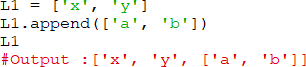 L1 = ['x', 'y']
L1.append(['a', 'b'])
L1
#Output :['x', 'y', ['a', 'b']]